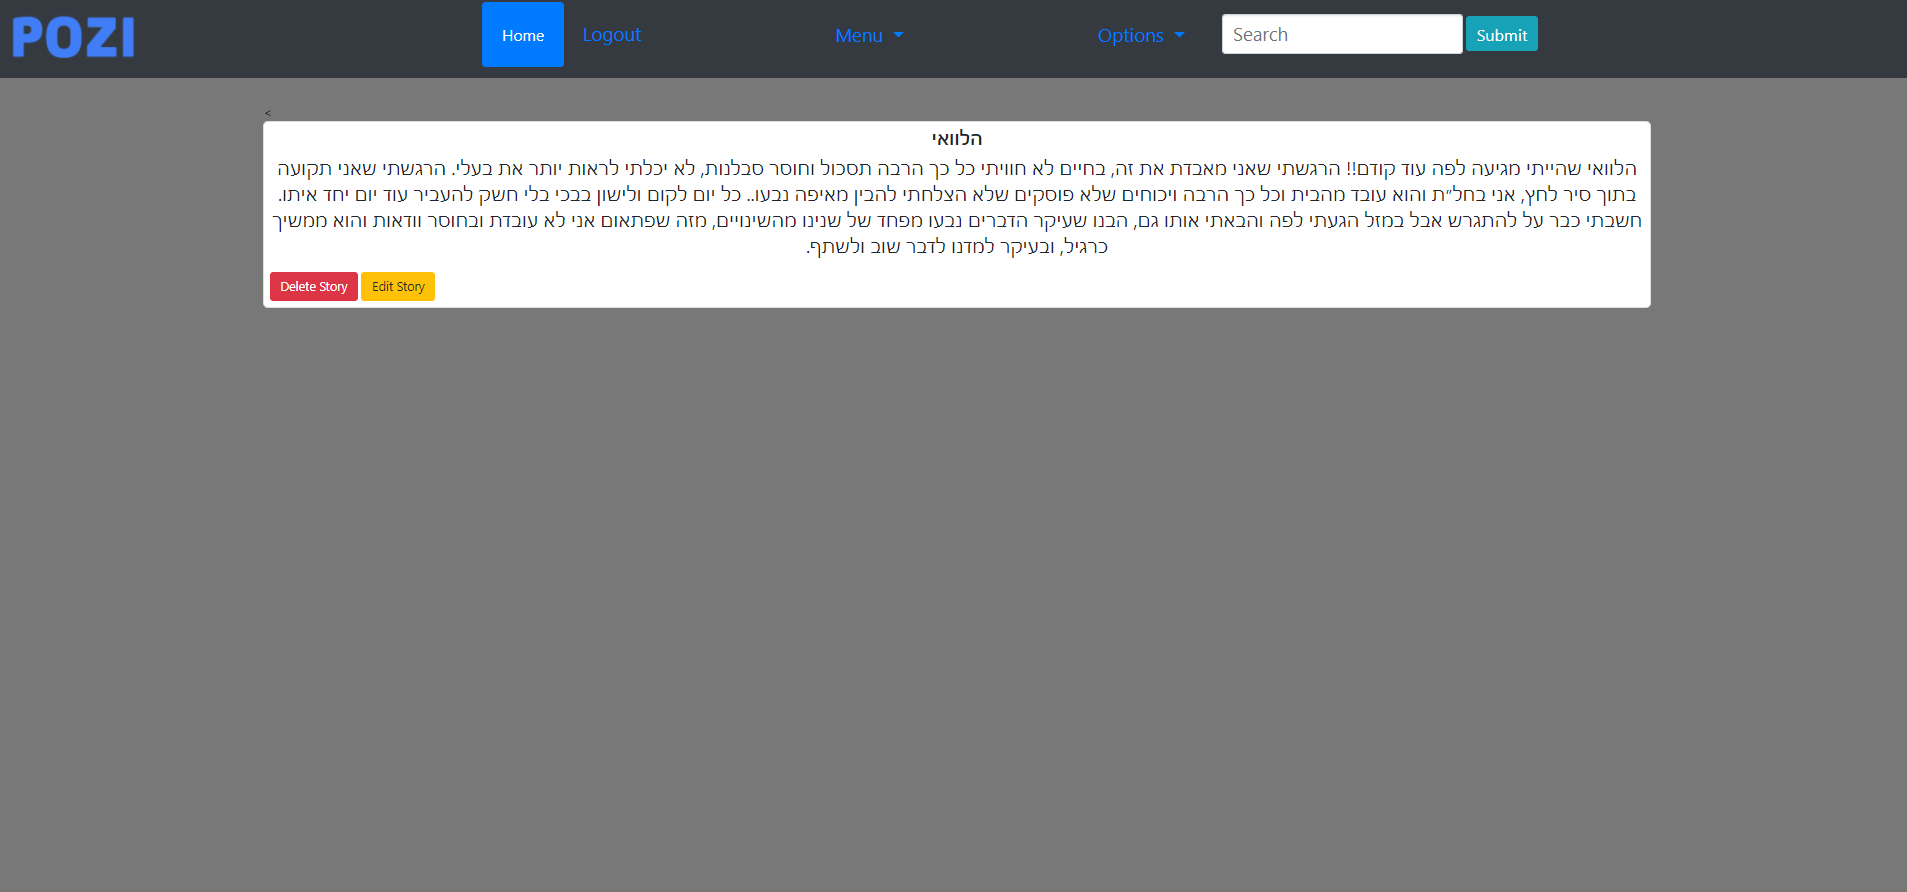 POZI
Home
Logout
Menu
Options
Search
Submit
<
הלוואי
הלוואי שהייתי מגיעה לפה עוד קודם!! הרגשתי שאני מאבדת את זה, בחיים לא חוויתי כל כך הרבה תסכול וחוסר סבלנות, לא יכלתי לראות יותר את בעלי. הרגשתי שאני תקועה
בתוך סיר לחץ, אני בחל״ת והוא עובד מהבית וכל כך הרבה ויכוחים שלא פוסקים שלא הצלחתי להבין מאיפה נבעו.. כל יום לקום ולישון בבכי בלי חשק להעביר עוד יום יחד איתו.
חשבתי כבר על להתגרש אבל במזל הגעתי לפה והבאתי אותו גם, הבנו שעיקר הדברים נבעו מפחד של שנינו מהשינויים, מזה שפתאום אני לא עובדת ובחוסר וודאות והוא ממשיך
כרגיל, ובעיקר למדנו לדבר שוב ולשתף.
Delete Story
Edit Story